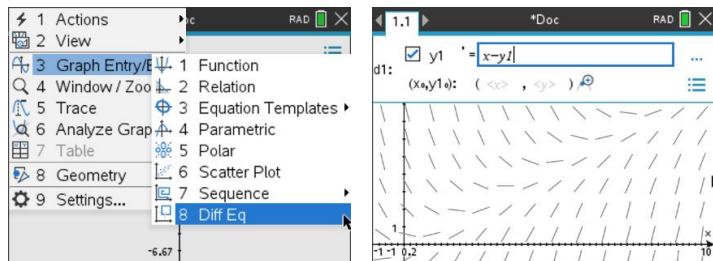 1 Actions
2 View
3 Graph Entry/E
4 Window / Zoo
5 Trace
6 Analyze Grap
7 Table
8 Geometry
9 Settings...
RAD
1 Function
2 Relation
3 Equation Templates
4 Parametric
5 Polar
6 Scatter Plot
7 Sequence
8 Diff Eq
-6.67
1.1
*Doc
RAD
y1 ' = x-y1
...
d1:
(x₀,y1₀): ( <x> , <y> )
1
-1 -1 0.2
x
10